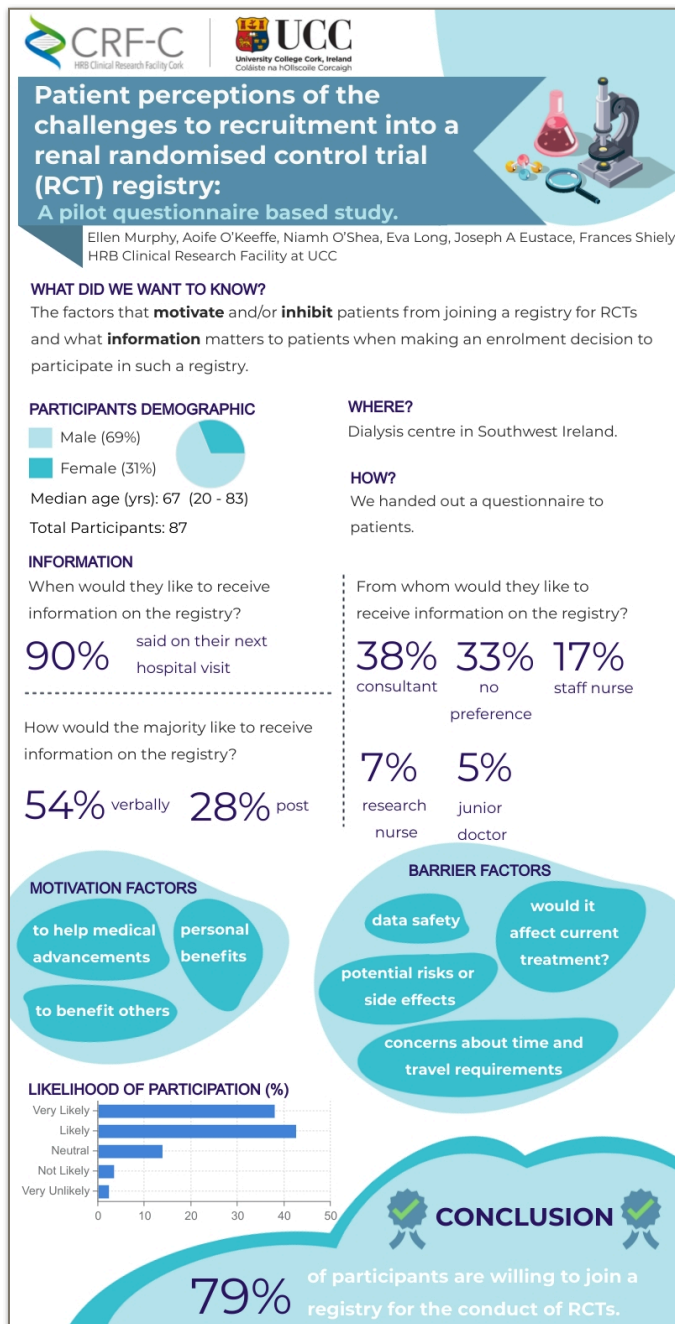 CRF-C
HRB Clinical Research Facility Cork
UCC
University College Cork, Ireland
Coláiste na hOllscoile Corcaigh
Patient perceptions of the
challenges to recruitment into a
renal randomised control trial
(RCT) registry:
A pilot questionnaire based study.
Ellen Murphy, Aoife O'Keeffe, Niamh O'Shea, Eva Long, Joseph A Eustace, Frances Shiely
HRB Clinical Research Facility at UCC
WHAT DID WE WANT TO KNOW?
The factors that motivate and/or inhibit patients from joining a registry for RCTs
and what information matters to patients when making an enrolment decision to
participate in such a registry.
PARTICIPANTS DEMOGRAPHIC
Male (69%)
Female (31%)
Median age (yrs): 67 (20 - 83)
Total Participants: 87
WHERE?
Dialysis centre in Southwest Ireland.
HOW?
We handed out a questionnaire to
patients.
INFORMATION
When would they like to receive
information on the registry?
90% said on their next
hospital visit
How would the majority like to receive
information on the registry?
54% verbally 28% post
From whom would they like to
receive information on the registry?
38% 33% 17%
consultant no staff nurse
preference
7% 5%
research junior
nurse doctor
MOTIVATION FACTORS
to help medical
advancements
personal
benefits
to benefit others
BARRIER FACTORS
data safety
would it
affect current
treatment?
potential risks or
side effects
concerns about time and
travel requirements
LIKELIHOOD OF PARTICIPATION (%)
Very Likely
Likely
Neutral
Not Likely
Very Unlikely
0 10 20 30 40 50
CONCLUSION
79% of participants are willing to join a
registry for the conduct of RCTs.